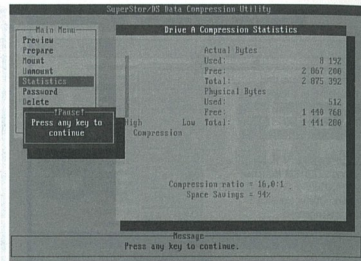 SuperStor/DS Data Compression Utility
Main Menu
Preview
Prepare
Mount
Unmount
Statistics
Password
Delete
!Pause!
Press any key to
continue
Drive A Compression Statistics
Actual Bytes
Used: 8 192
Free: 2 867 200
Total: 2 875 392
Physical Bytes
Used: 512
Free: 1 440 768
High Low Total: 1 441 280
Compression
Compression ratio = 16,0:1
Space Savings = 94%
Message
Press any key to continue.